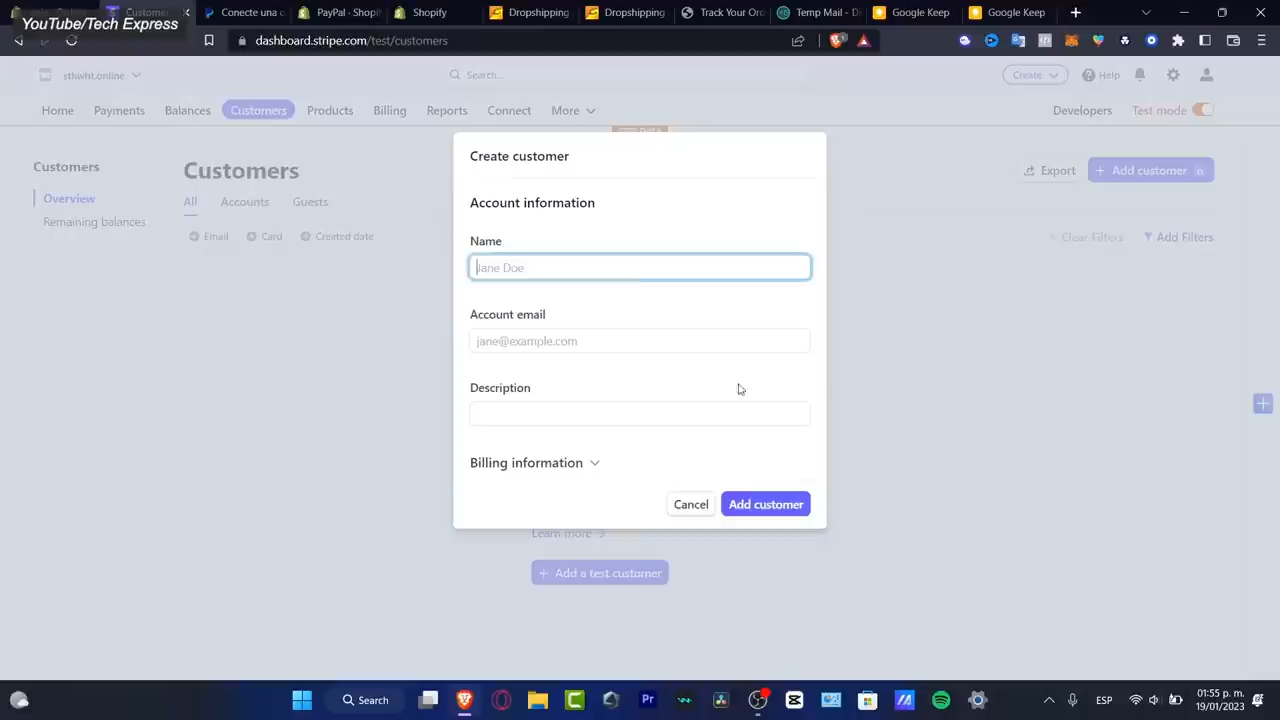 YouTube/Tech Express
Customer
Conecte una c
PayPal · Shopif
Shopify
Dropshipping
Dropshipping
Track Your Ord
Temp Mail - Di
Google Keep
Google Keep
dashboard.stripe.com/test/customers
sthwht.online
Search...
Create
Help
Home
Payments
Balances
Customers
Products
Billing
Reports
Connect
More
Developers
Test mode
Customers
Overview
Remaining balances
Customers
Export
Add customer n
All
Accounts
Guests
Email
Card
Created date
Clear Filters
Add Filters
Create customer
Account information
Name
Jane Doe
Account email
jane@example.com
Description
Billing information
Cancel
Add customer
Learn more
Add a test customer
Search
Pr
ESP
01:55 p. m.
19/01/2023